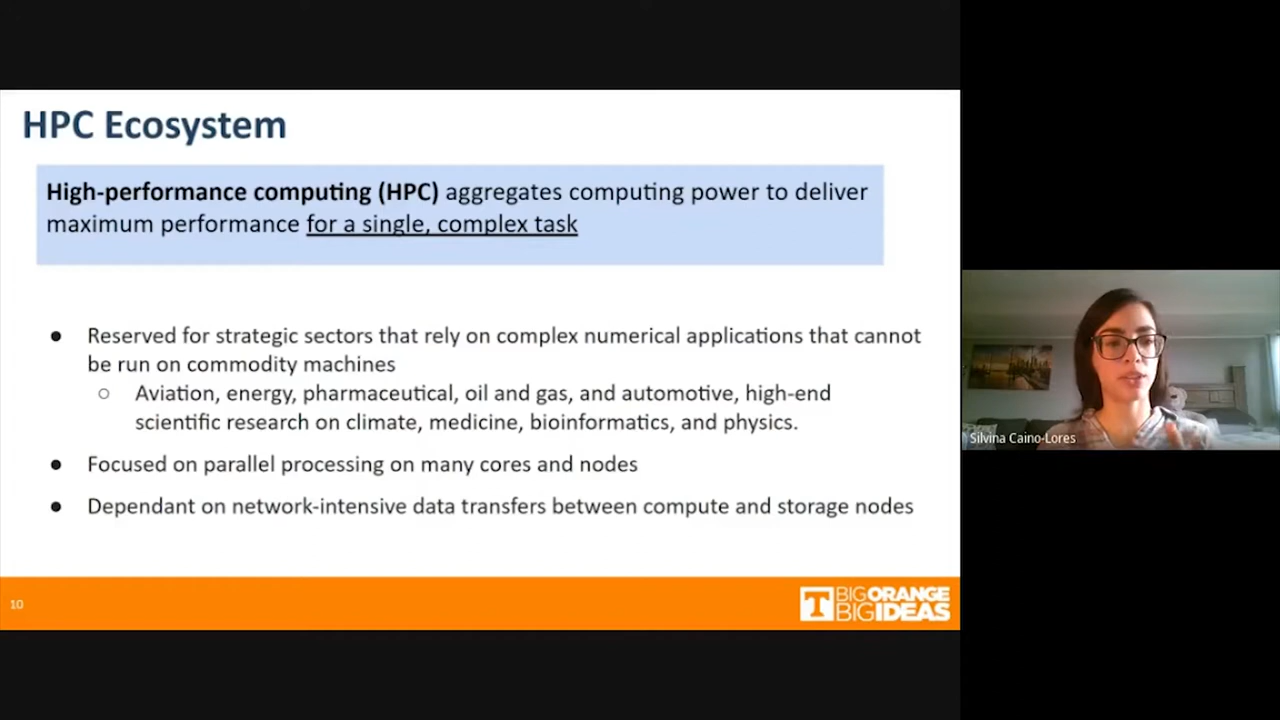 HPC Ecosystem
High-performance computing (HPC) aggregates computing power to deliver
maximum performance for a single, complex task
● Reserved for strategic sectors that rely on complex numerical applications that cannot
be run on commodity machines
○ Aviation, energy, pharmaceutical, oil and gas, and automotive, high-end
scientific research on climate, medicine, bioinformatics, and physics.
● Focused on parallel processing on many cores and nodes
● Dependant on network-intensive data transfers between compute and storage nodes
Silvina Caino-Lores
10
T BIG ORANGE
BIG IDEAS